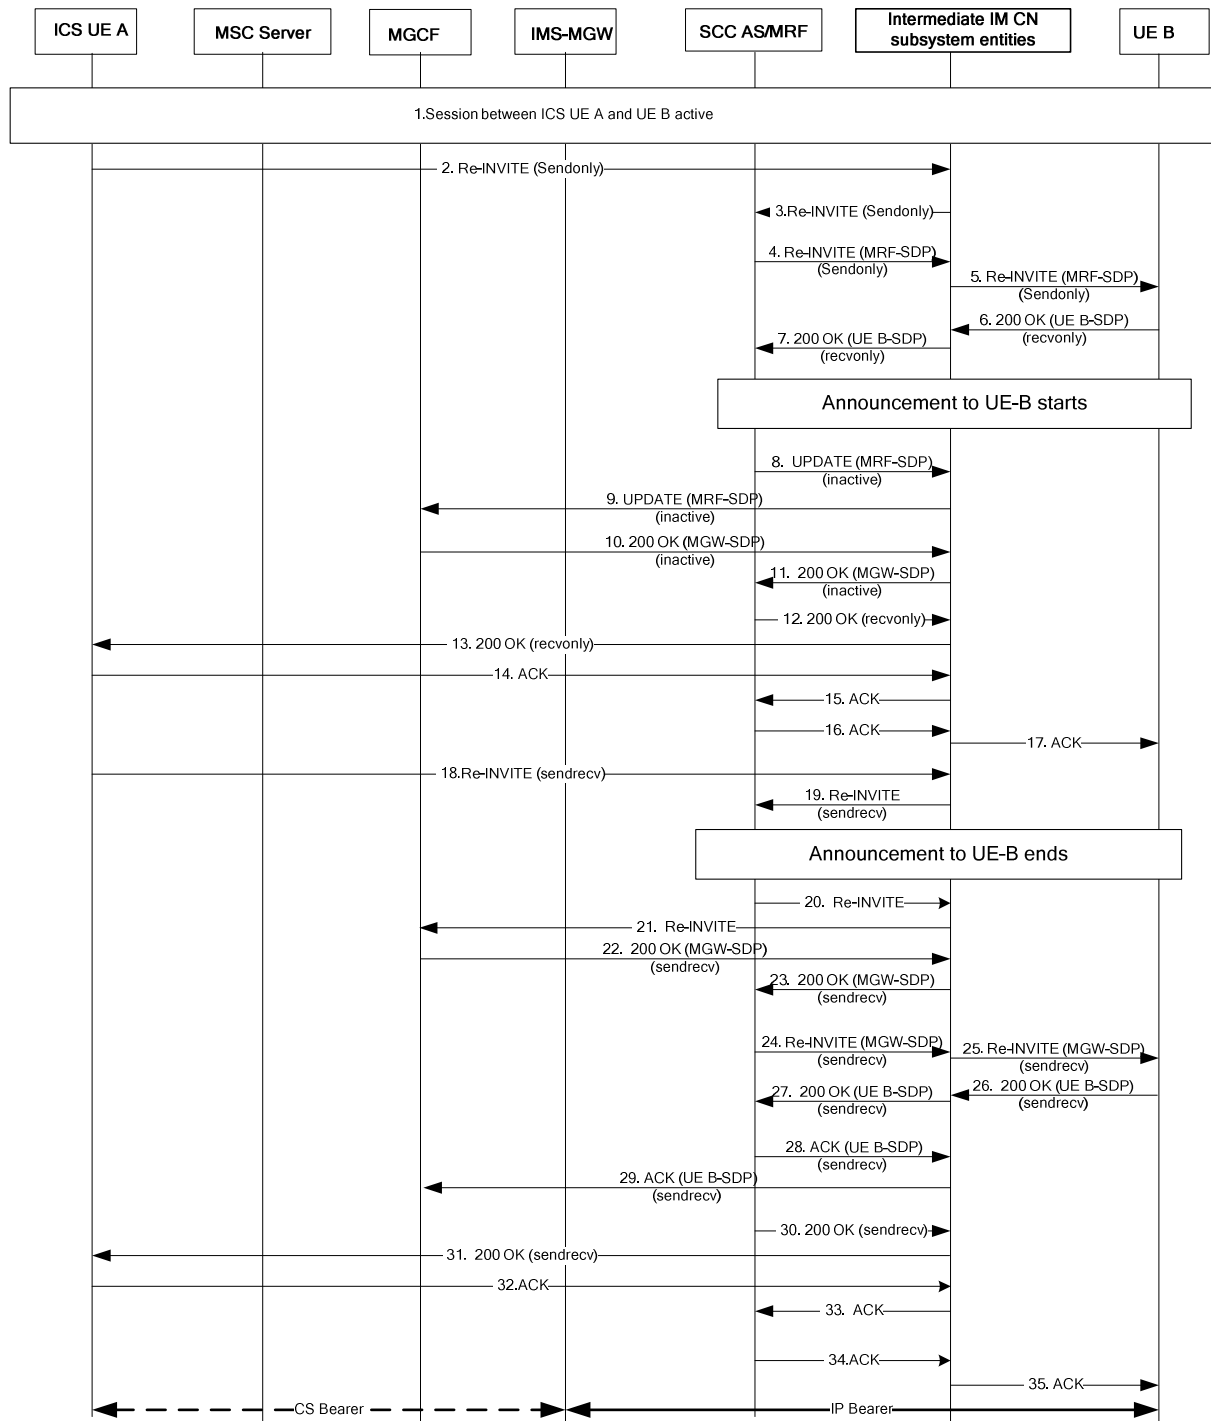 ICS UE A
MSC Server
MGCF
IMS-MGW
SCC AS/MRF
Intermediate IM CN
subsystem entities
UE B
1.Session between ICS UE A and UE B active
2. Re-INVITE (Sendonly)
3.Re-INVITE (Sendonly)
4. Re-INVITE (MRF-SDP)
(Sendonly)
5. Re-INVITE (MRF-SDP)
(Sendonly)
6. 200 OK (UE B-SDP)
(recvonly)
7. 200 OK (UE B-SDP)
(recvonly)
Announcement to UE-B starts
8. UPDATE (MRF-SDP)
(inactive)
9. UPDATE (MRF-SDP)
(inactive)
10. 200 OK (MGW-SDP)
(inactive)
11. 200 OK (MGW-SDP)
(inactive)
12. 200 OK (recvonly)
13. 200 OK (recvonly)
14. ACK
15. ACK
16. ACK
17. ACK
18.Re-INVITE (sendrecv)
19. Re-INVITE
(sendrecv)
Announcement to UE-B ends
20. Re-INVITE
21. Re-INVITE
22. 200 OK (MGW-SDP)
(sendrecv)
23. 200 OK (MGW-SDP)
(sendrecv)
24. Re-INVITE (MGW-SDP)
(sendrecv)
25. Re-INVITE (MGW-SDP)
(sendrecv)
26. 200 OK (UE B-SDP)
(sendrecv)
27. 200 OK (UE B-SDP)
(sendrecv)
28. ACK (UE B-SDP)
(sendrecv)
29. ACK (UE B-SDP)
(sendrecv)
30. 200 OK (sendrecv)
31. 200 OK (sendrecv)
32.ACK
33. ACK
34.ACK
35. ACK
CS Bearer
IP Bearer